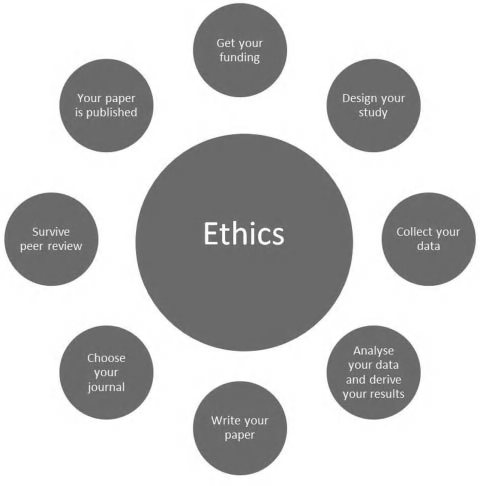 Get your
funding
Design your
study
Collect your
data
Analyse
your data
and derive
your results
Write your
paper
Choose
your
journal
Survive
peer review
Your paper
is published
Ethics